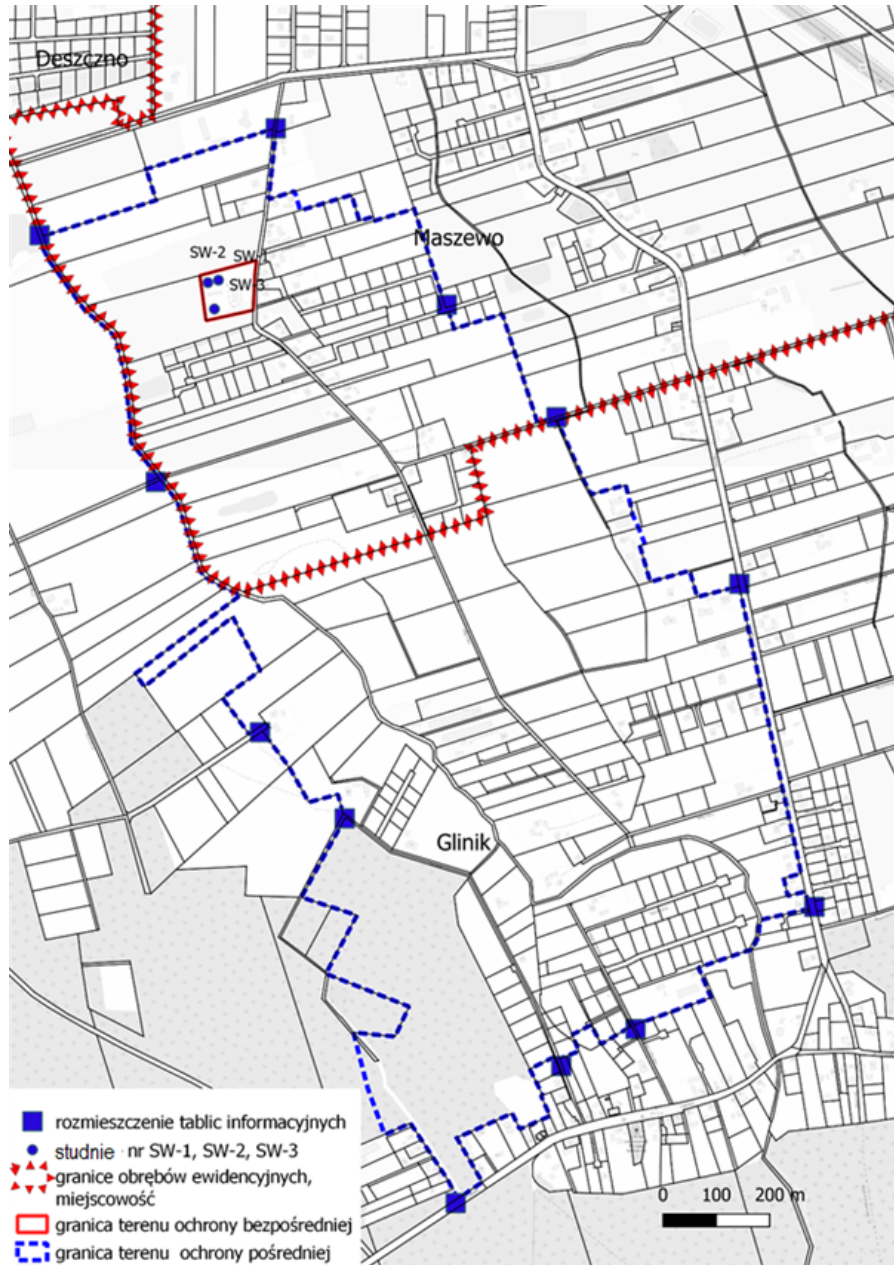 Deszczno
Maszewo
SW-2 SW-1
SW-3
Glinik
rozmieszczenie tablic informacyjnych
studnie nr SW-1, SW-2, SW-3
granice obrębów ewidencyjnych,
miejscowość
granica terenu ochrony bezpośredniej
granica terenu ochrony pośredniej
0 100 200 m